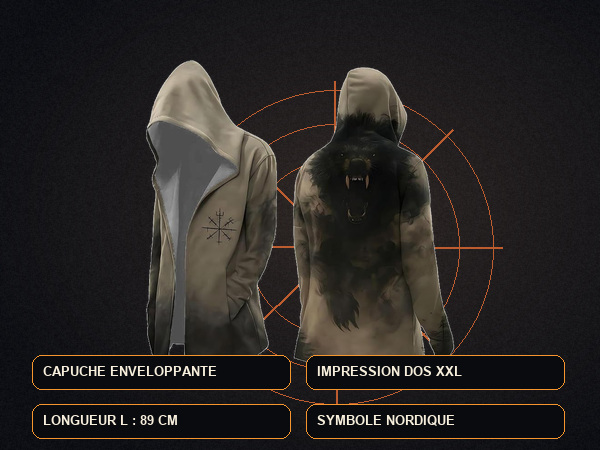 CAPUCHE ENVELOPPANTE
IMPRESSION DOS XXL
LONGUEUR L : 89 CM
SYMBOLE NORDIQUE